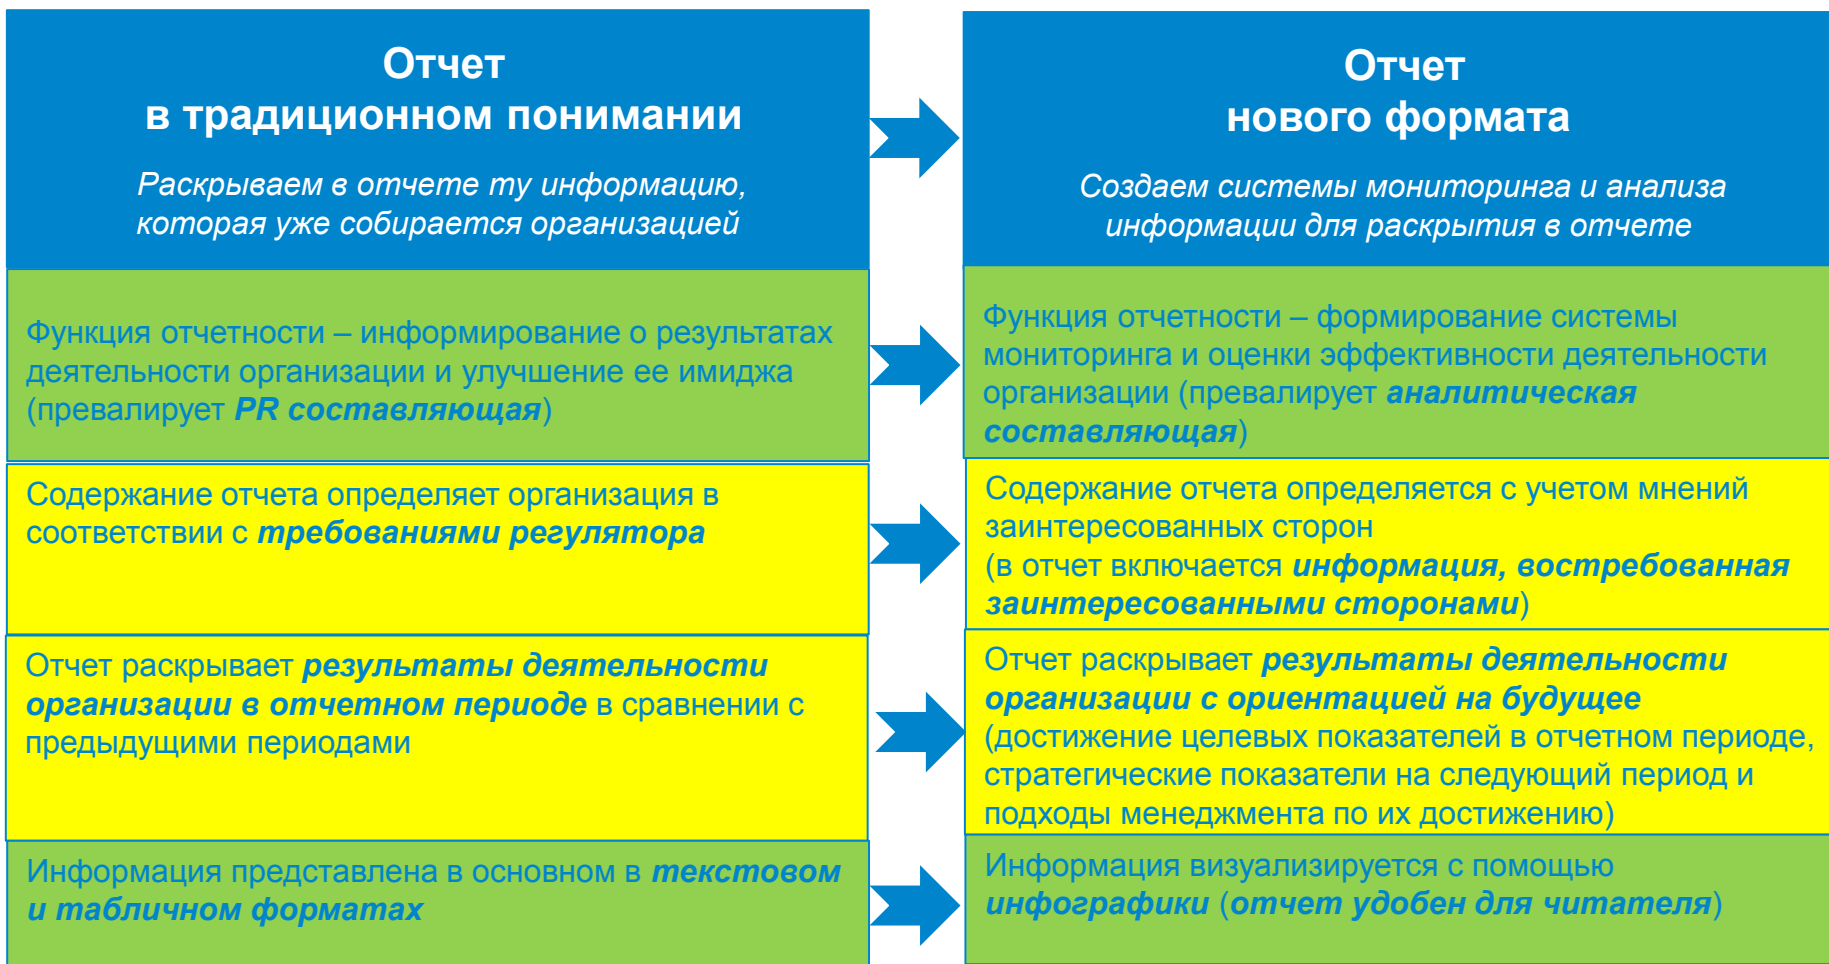 Отчет
в традиционном понимании
Раскрываем в отчете ту информацию,
которая уже собирается организацией
Отчет
нового формата
Создаем системы мониторинга и анализа
информации для раскрытия в отчете
Функция отчетности – информирование о результатах
деятельности организации и улучшение ее имиджа
(превалирует PR составляющая)
Функция отчетности – формирование системы
мониторинга и оценки эффективности деятельности
организации (превалирует аналитическая
составляющая)
Содержание отчета определяет организация в
соответствии с требованиями регулятора
Содержание отчета определяется с учетом мнений
заинтересованных сторон
(в отчет включается информация, востребованная
заинтересованными сторонами)
Отчет раскрывает результаты деятельности
организации в отчетном периоде в сравнении с
предыдущими периодами
Отчет раскрывает результаты деятельности
организации с ориентацией на будущее
(достижение целевых показателей в отчетном периоде,
стратегические показатели на следующий период и
подходы менеджмента по их достижению)
Информация представлена в основном в текстовом
и табличном форматах
Информация визуализируется с помощью
инфографики (отчет удобен для читателя)